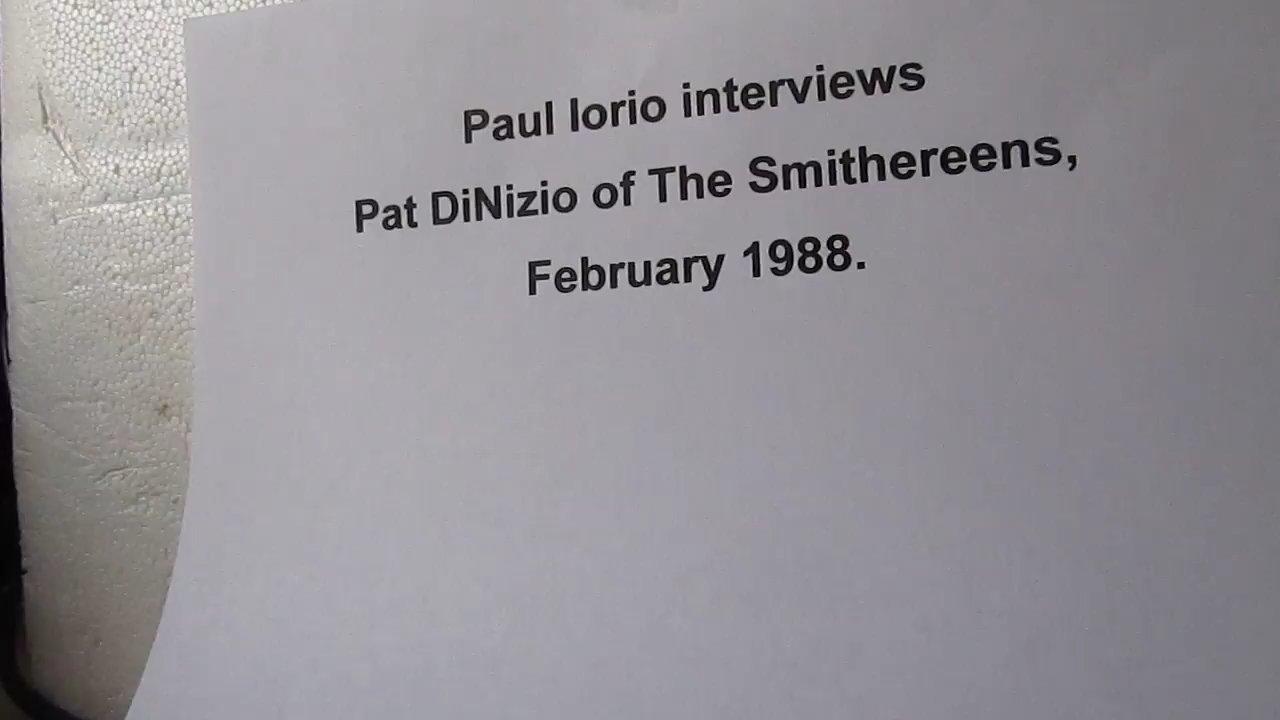 Paul Iorio interviews
Pat DiNizio of The Smithereens,
February 1988.